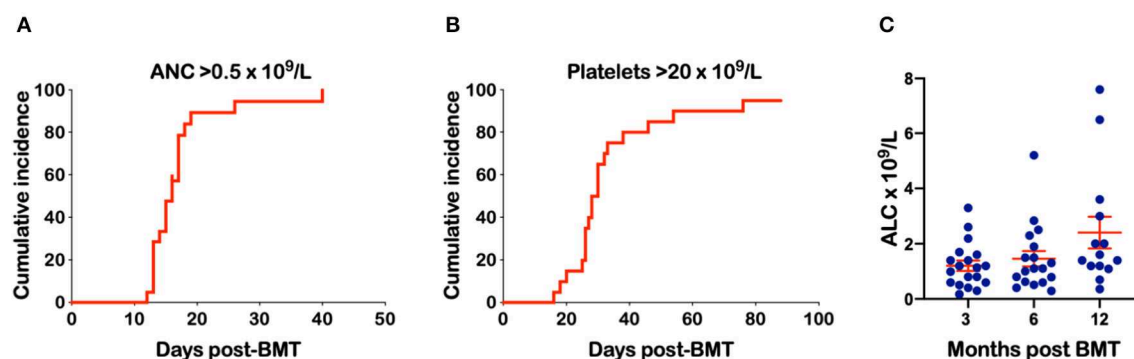 A
ANC >0.5 x 10⁹/L
Cumulative incidence
100
80
60
40
20
0
0 10 20 30 40 50
Days post-BMT
B
Platelets >20 x 10⁹/L
Cumulative incidence
100
80
60
40
20
0
0 20 40 60 80 100
Days post-BMT
C
ALC x 10⁹/L
8
6
4
2
0
3 6 12
Months post BMT